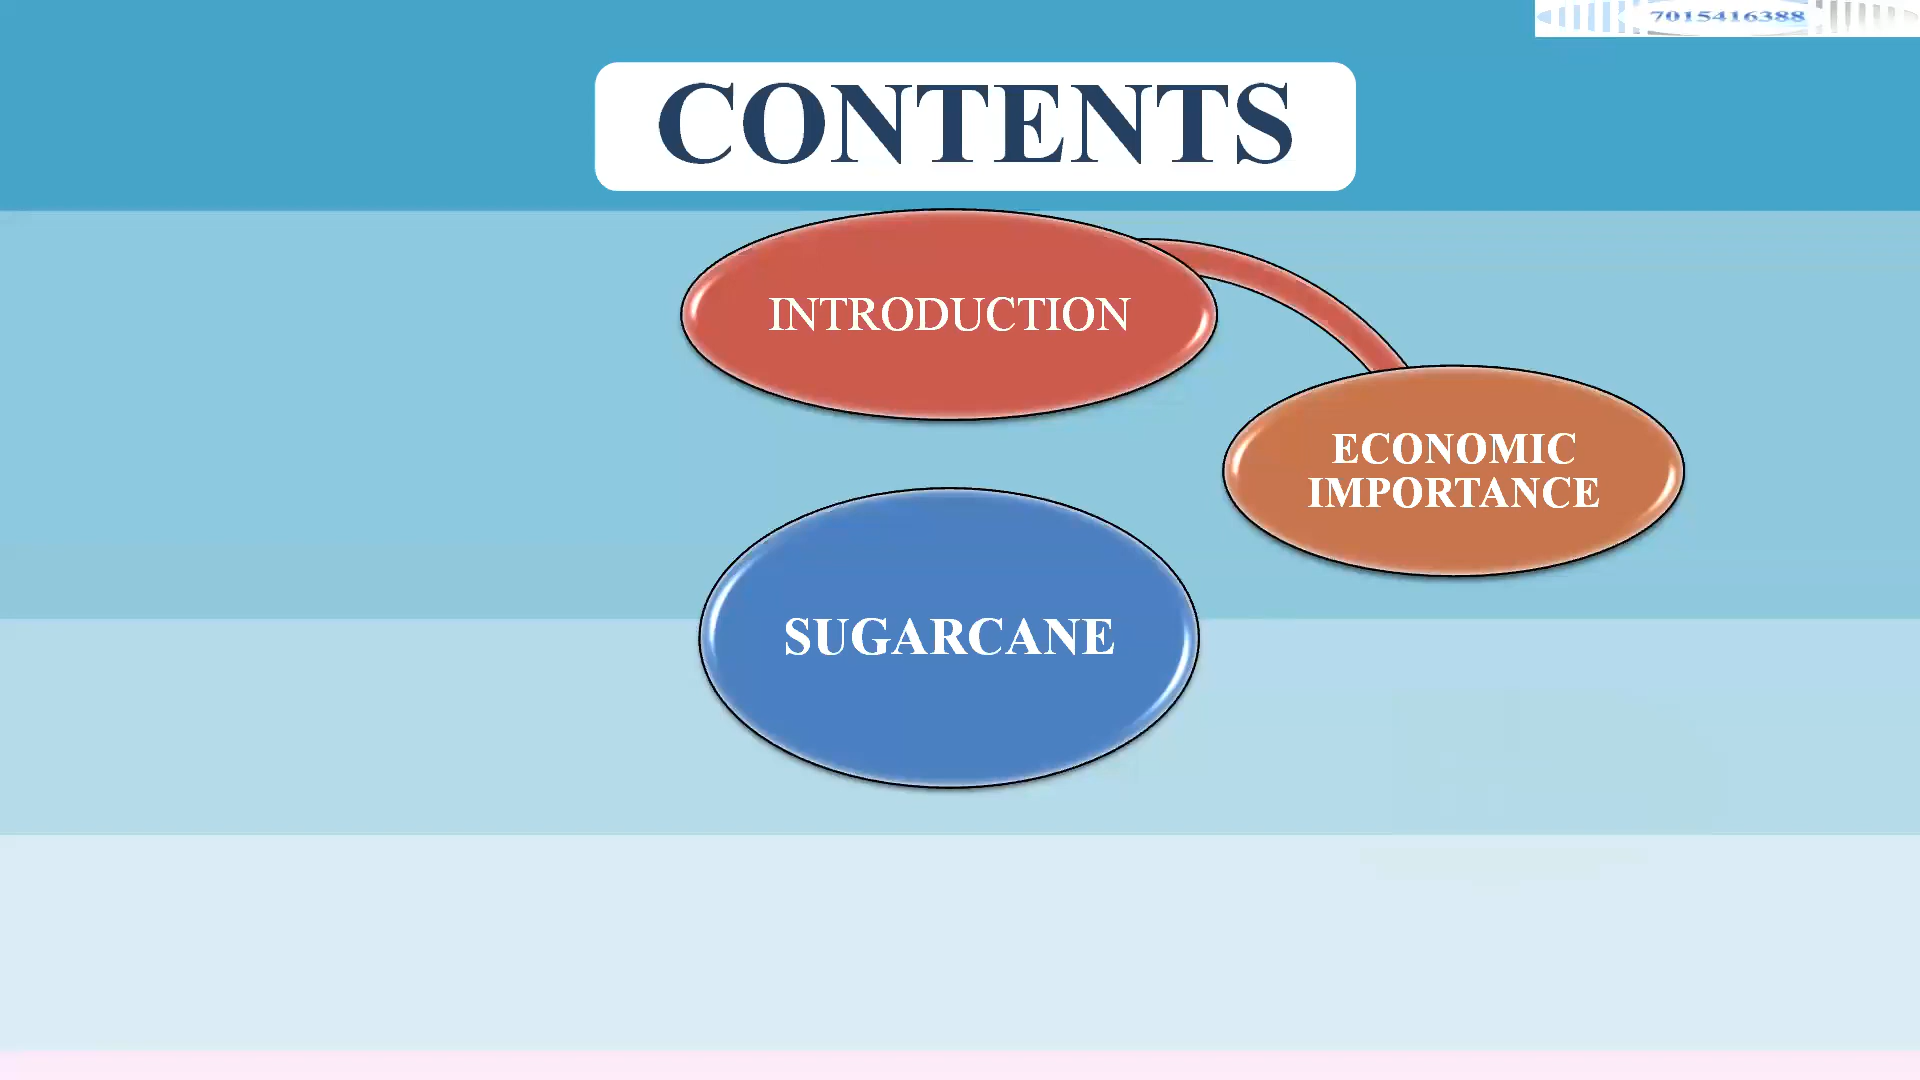 7015416388
CONTENTS
INTRODUCTION
ECONOMIC
IMPORTANCE
SUGARCANE